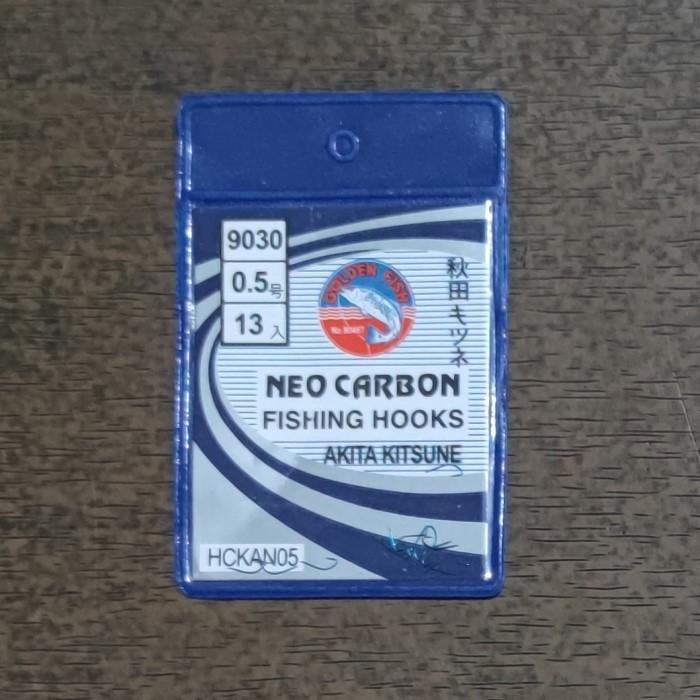 9030
0.5号
13入
GOLDEN FISH
秋田キツネ
NEO CARBON
FISHING HOOKS
AKITA KITSUNE
HCKAN05